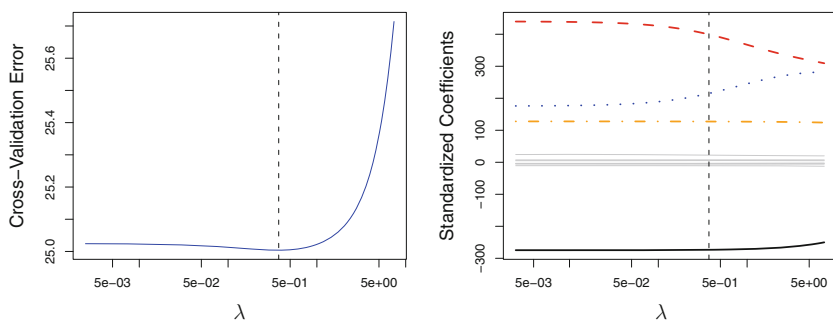 Cross-Validation Error
25.0 25.2 25.4 25.6
5e−03 5e−02 5e−01 5e+00
λ
Standardized Coefficients
−300 −100 0 100 300
5e−03 5e−02 5e−01 5e+00
λ